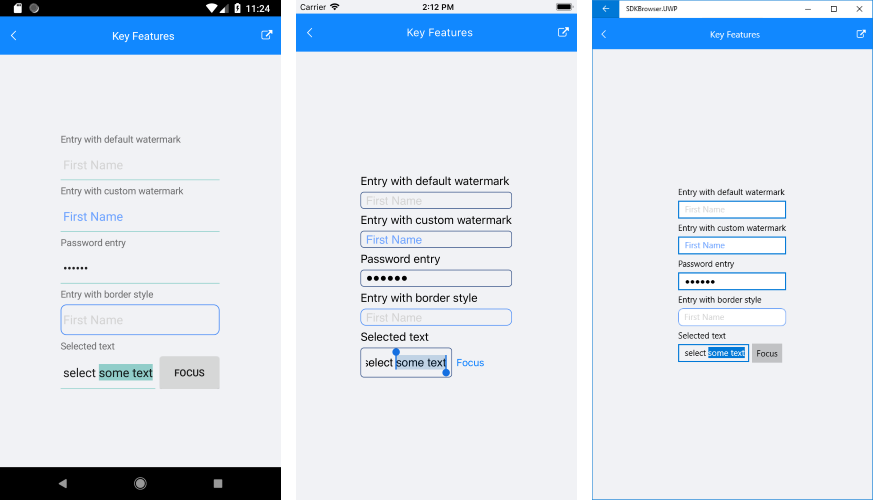 11:24
Key Features
Entry with default watermark
First Name
Entry with custom watermark
First Name
Password entry
••••••
Entry with border style
First Name
Selected text
select some text
FOCUS
Carrier
2:12 PM
Key Features
Entry with default watermark
First Name
Entry with custom watermark
First Name
Password entry
••••••
Entry with border style
First Name
Selected text
select some text
Focus
SDKBrowser.UWP
Key Features
Entry with default watermark
First Name
Entry with custom watermark
First Name
Password entry
••••••
Entry with border style
First Name
Selected text
select some text
Focus